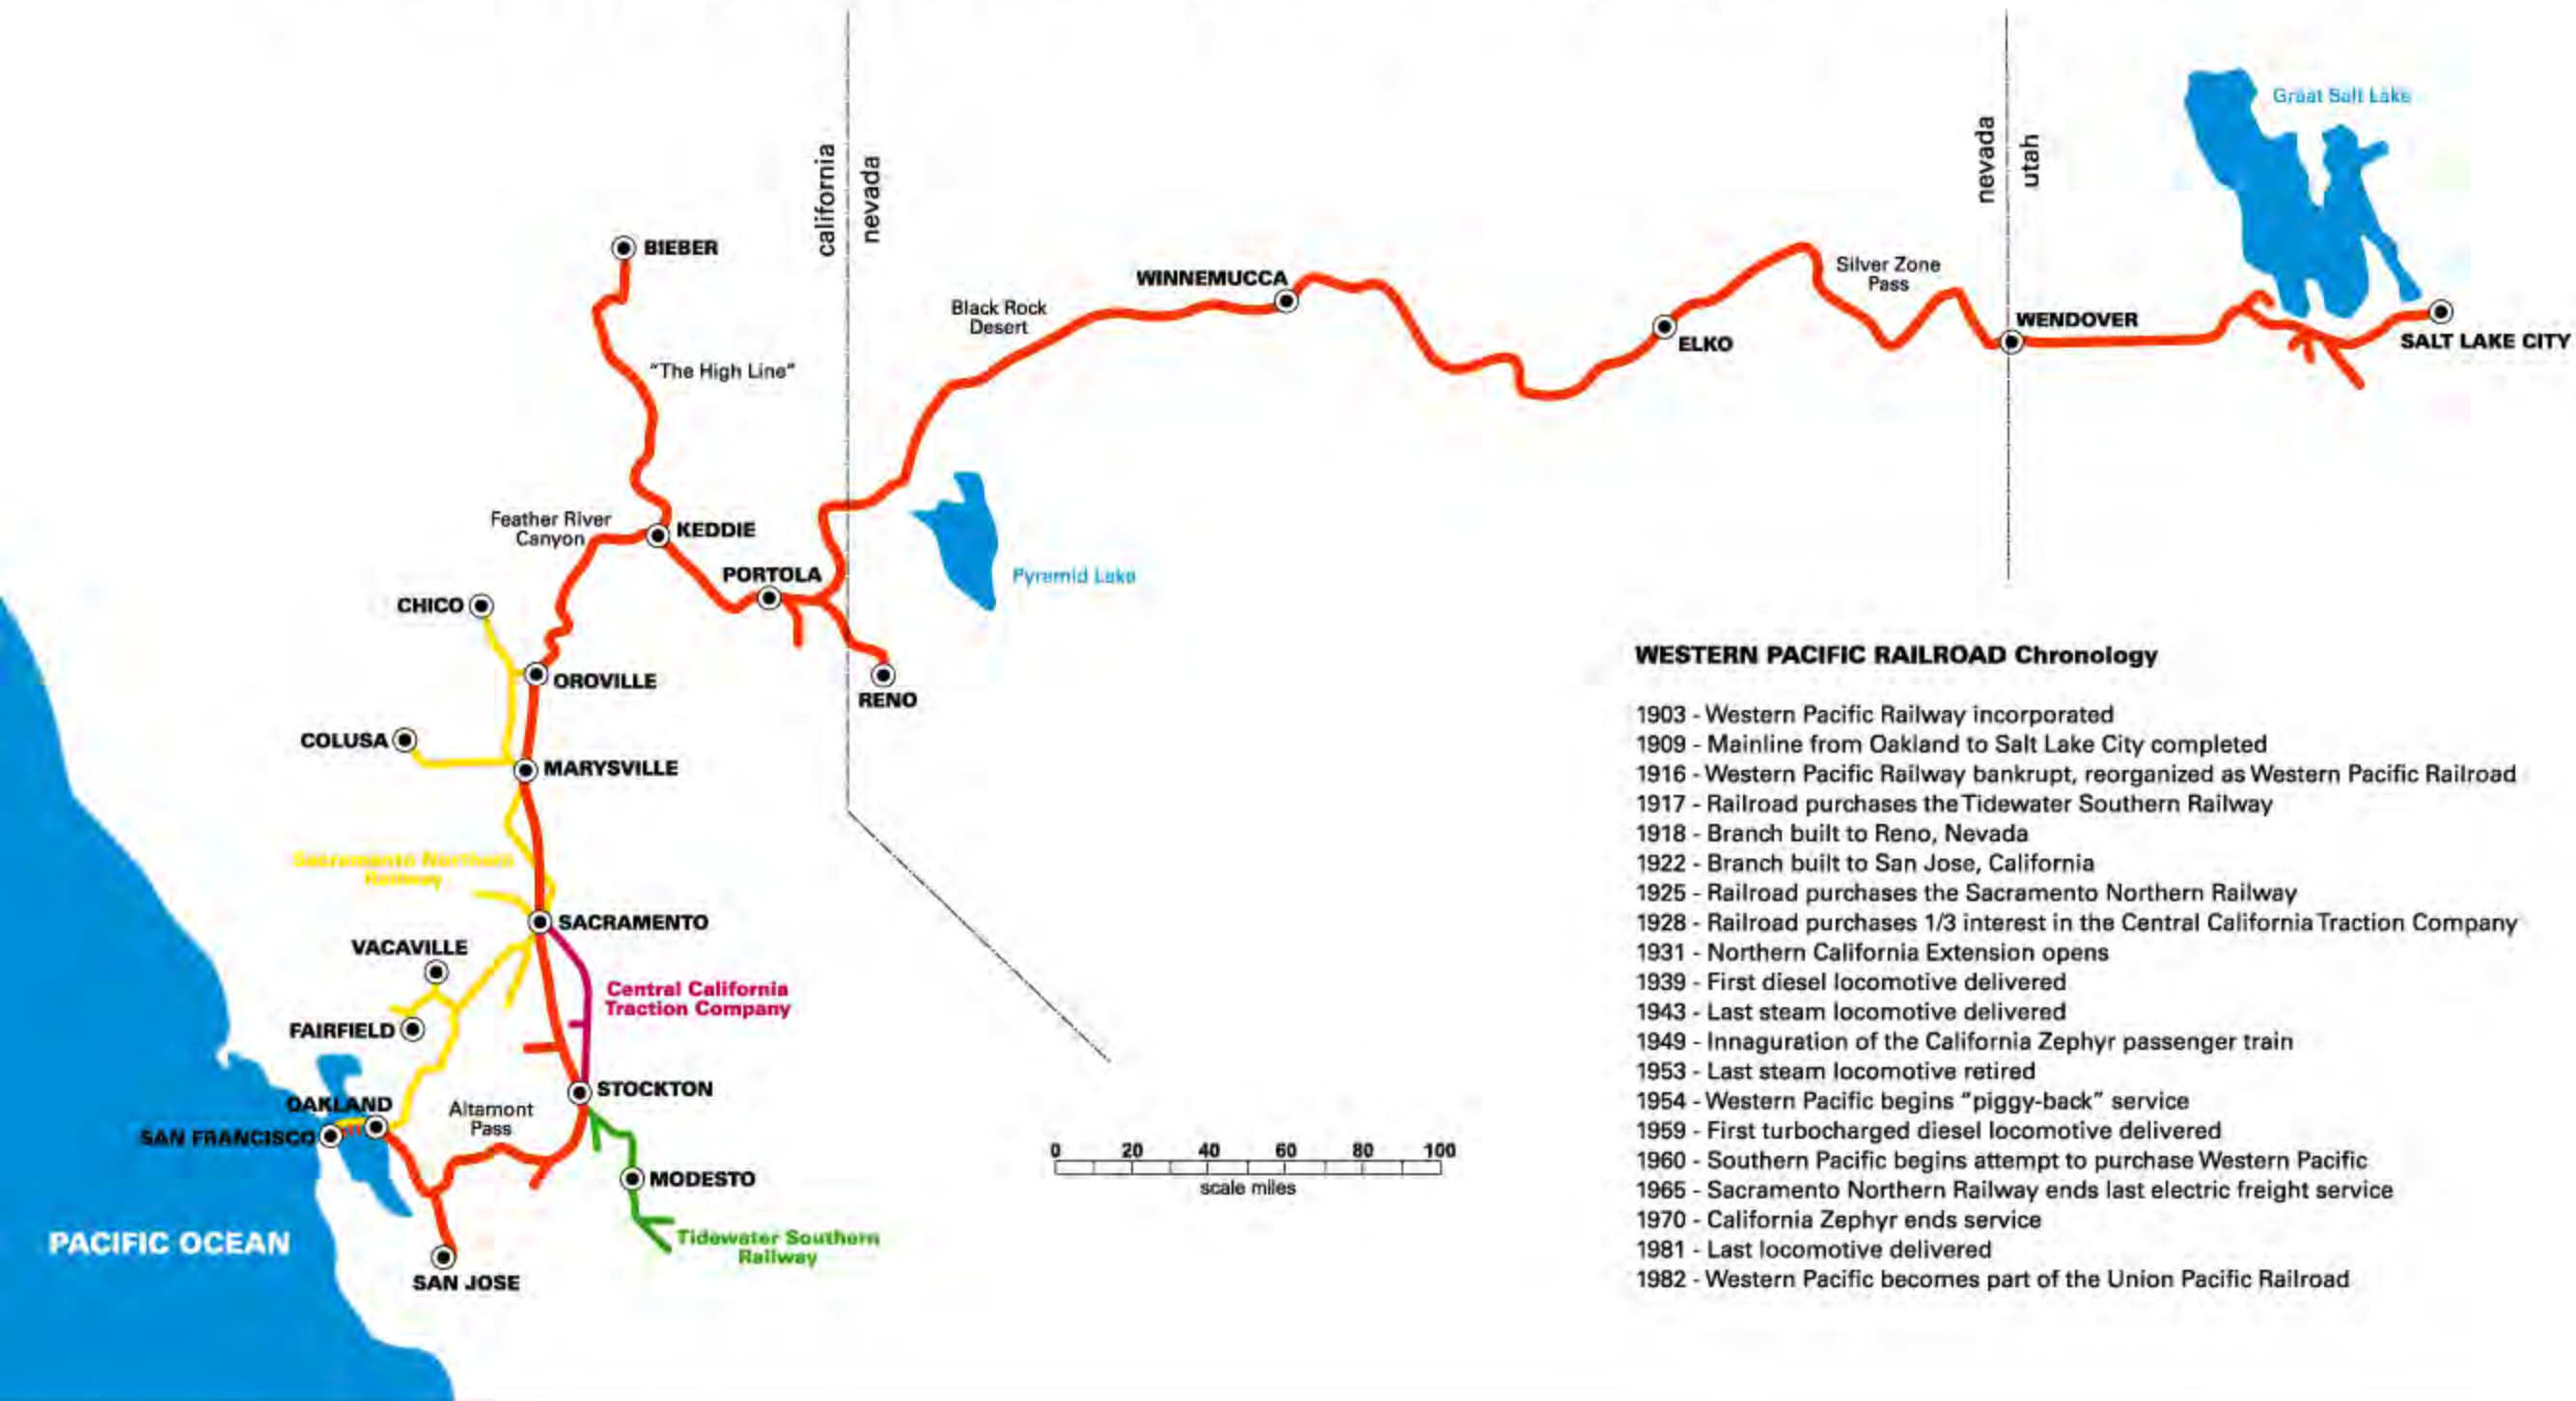 california
nevada
nevada
utah
Great Salt Lake
BIEBER
WINNEMUCCA
Black Rock
Desert
Silver Zone
Pass
WENDOVER
ELKO
SALT LAKE CITY
"The High Line"
Feather River
Canyon
KEDDIE
PORTOLA
Pyramid Lake
CHICO
OROVILLE
RENO
COLUSA
MARYSVILLE
Sacramento Northern
Railway
SACRAMENTO
VACAVILLE
Central California
Traction Company
FAIRFIELD
STOCKTON
OAKLAND
Altamont
Pass
SAN FRANCISCO
MODESTO
PACIFIC OCEAN
Tidewater Southern
Railway
SAN JOSE
0 20 40 60 80 100
scale miles
WESTERN PACIFIC RAILROAD Chronology
1903 - Western Pacific Railway incorporated
1909 - Mainline from Oakland to Salt Lake City completed
1916 - Western Pacific Railway bankrupt, reorganized as Western Pacific Railroad
1917 - Railroad purchases the Tidewater Southern Railway
1918 - Branch built to Reno, Nevada
1922 - Branch built to San Jose, California
1925 - Railroad purchases the Sacramento Northern Railway
1928 - Railroad purchases 1/3 interest in the Central California Traction Company
1931 - Northern California Extension opens
1939 - First diesel locomotive delivered
1943 - Last steam locomotive delivered
1949 - Innaguration of the California Zephyr passenger train
1953 - Last steam locomotive retired
1954 - Western Pacific begins "piggy-back" service
1959 - First turbocharged diesel locomotive delivered
1960 - Southern Pacific begins attempt to purchase Western Pacific
1965 - Sacramento Northern Railway ends last electric freight service
1970 - California Zephyr ends service
1981 - Last locomotive delivered
1982 - Western Pacific becomes part of the Union Pacific Railroad